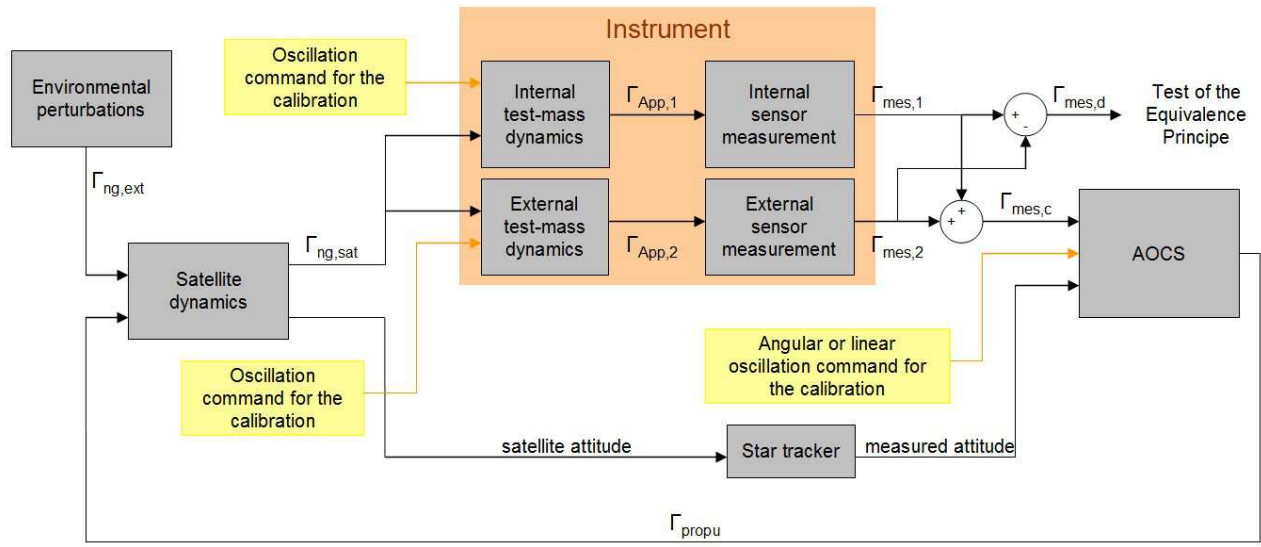 Instrument
Oscillation
command for the
calibration
Environmental
perturbations
Internal
test-mass
dynamics
ΓApp,1
Internal
sensor
measurement
Γmes,1
+
-
Γmes,d
Test of the
Equivalence
Principe
Γng,ext
External
test-mass
dynamics
ΓApp,2
External
sensor
measurement
Γmes,2
+
+
Γmes,c
AOCS
Γng,sat
Satellite
dynamics
Oscillation
command for the
calibration
Angular or linear
oscillation command for
the calibration
satellite attitude
Star tracker
measured attitude
Γpropu